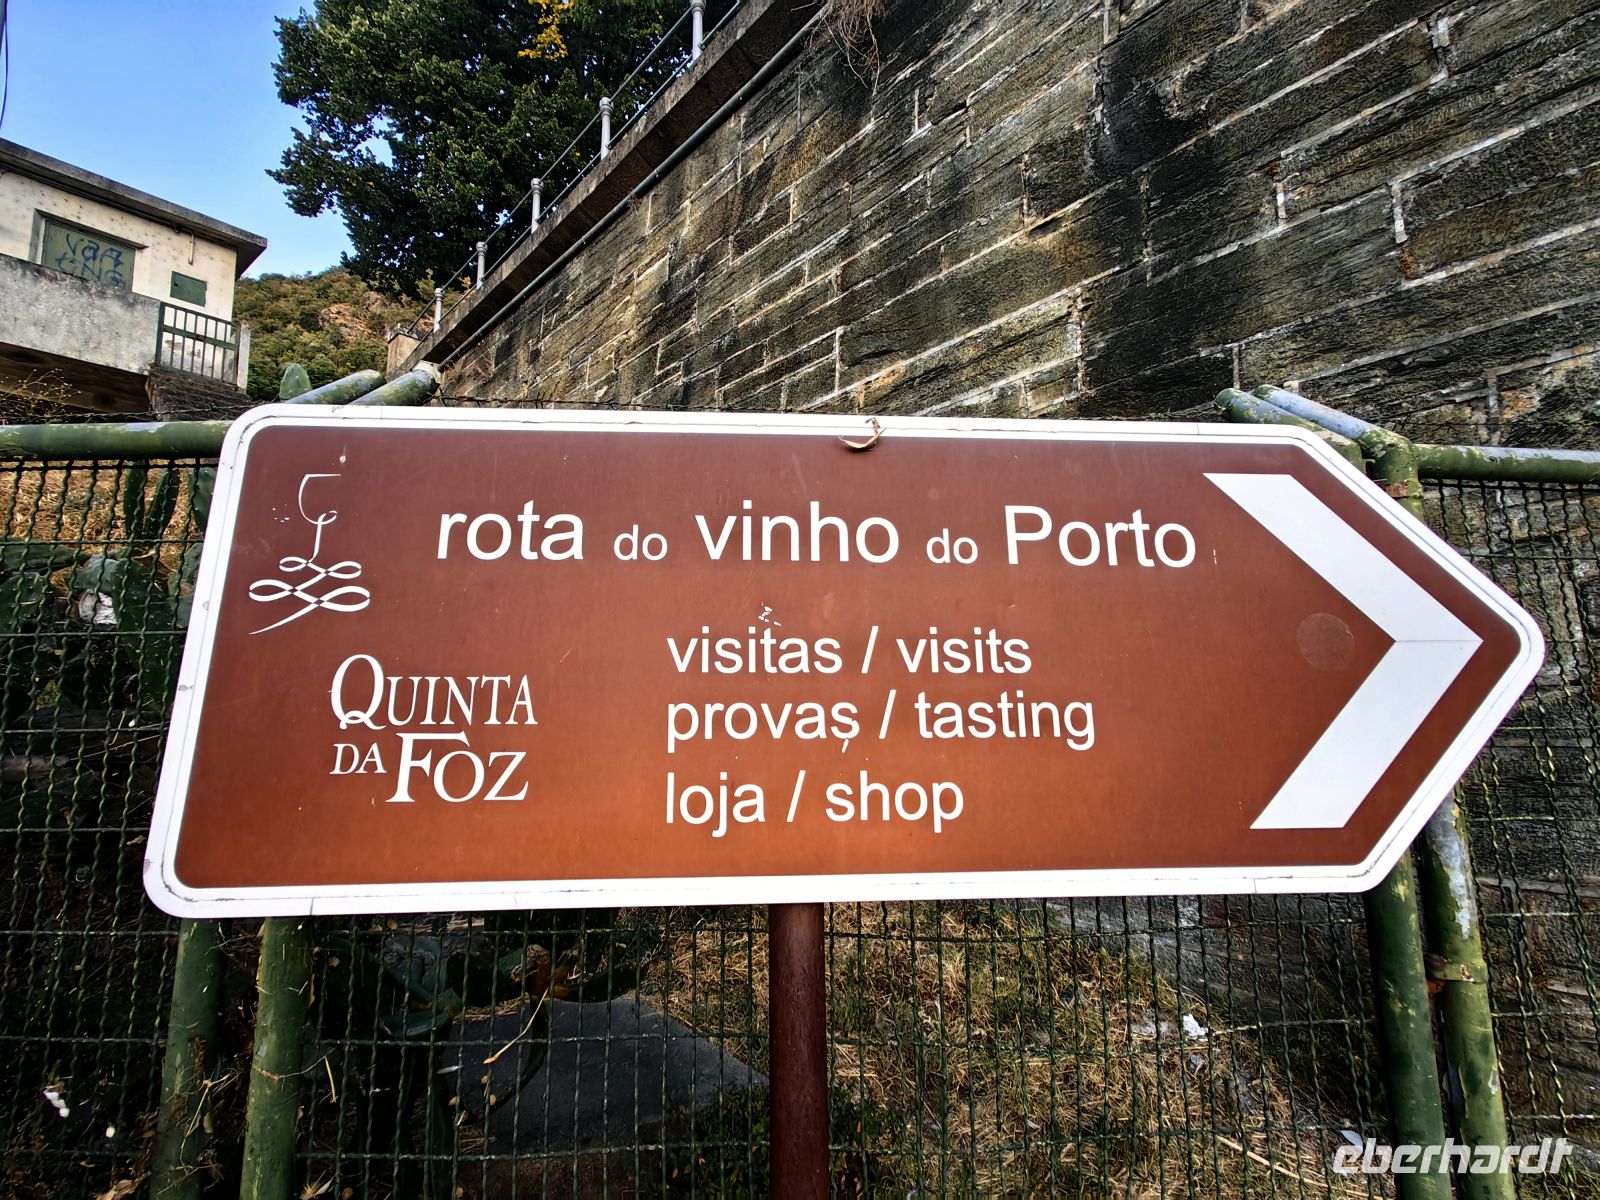 rota do vinho do Porto
visitas / visits
provas / tasting
loja / shop
QUINTA
DA FOZ
eberhardt